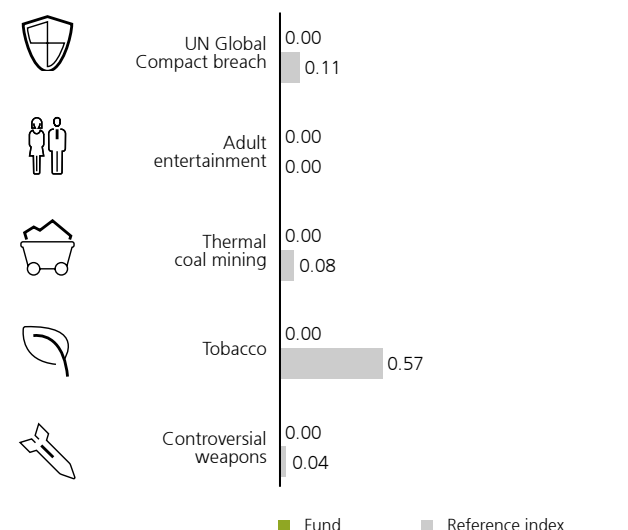 0.00
UN Global
Compact breach
0.11
0.00
Adult
entertainment
0.00
0.00
Thermal
coal mining
0.08
0.00
Tobacco
0.57
0.00
Controversial
weapons
0.04
Fund
Reference index